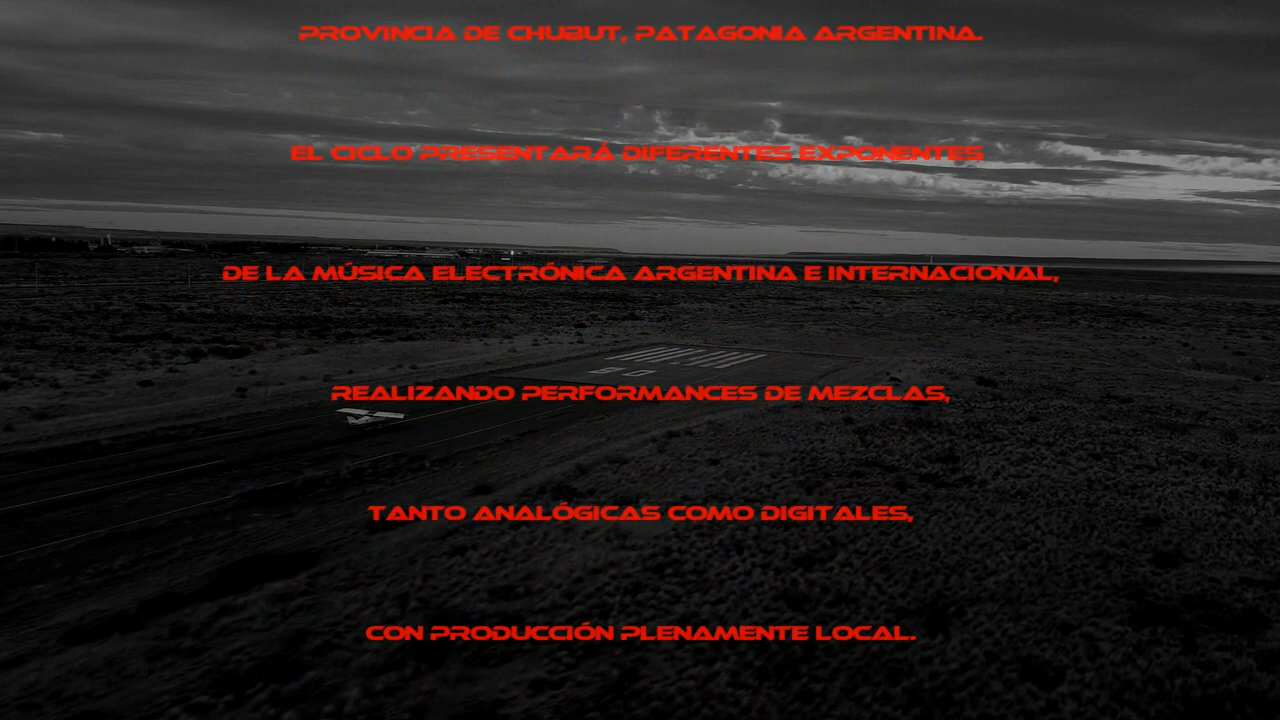 PROVINCIA DE CHUBUT, PATAGONIA ARGENTINA.
EL CICLO PRESENTARÁ DIFERENTES EXPONENTES
DE LA MÚSICA ELECTRÓNICA ARGENTINA E INTERNACIONAL,
REALIZANDO PERFORMANCES DE MEZCLAS,
TANTO ANALÓGICAS COMO DIGITALES,
CON PRODUCCIÓN PLENAMENTE LOCAL.